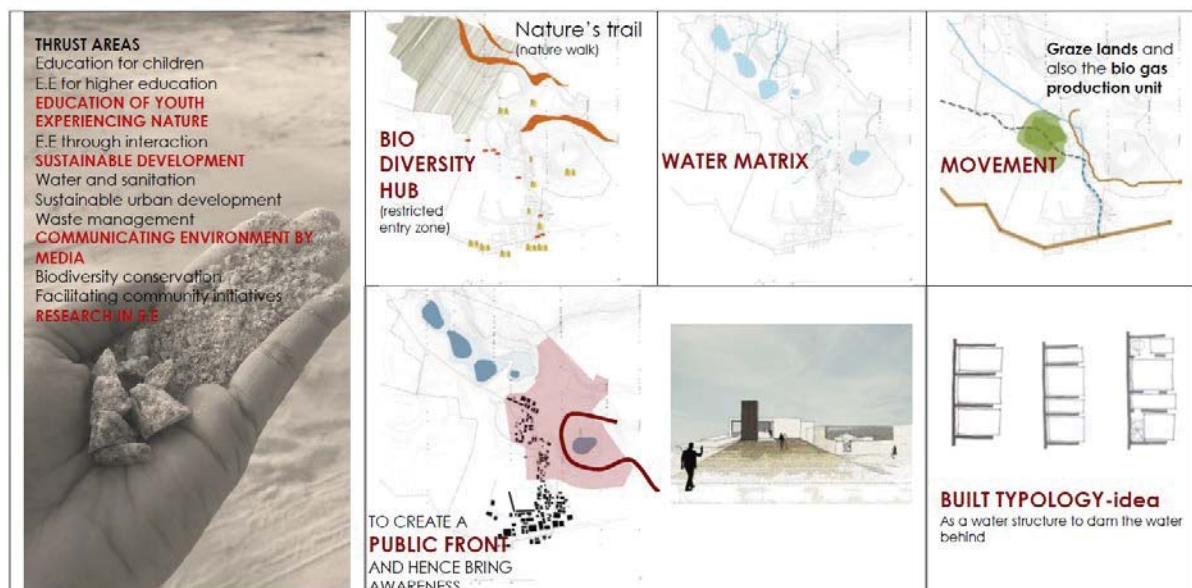 THRUST AREAS
Education for children
E.E for higher education
EDUCATION OF YOUTH
EXPERIENCING NATURE
E.E through interaction
SUSTAINABLE DEVELOPMENT
Water and sanitation
Sustainable urban development
Waste management
COMMUNICATING ENVIRONMENT BY
MEDIA
Biodiversity conservation
Facilitating community initiatives
RESEARCH IN E.E
Nature's trail
(nature walk)
BIO
DIVERSITY
HUB
(restricted
entry zone)
WATER MATRIX
Graze lands and
also the bio gas
production unit
MOVEMENT
TO CREATE A
PUBLIC FRONT
AND HENCE BRING
AWARENESS
BUILT TYPOLOGY-idea
As a water structure to dam the water
behind